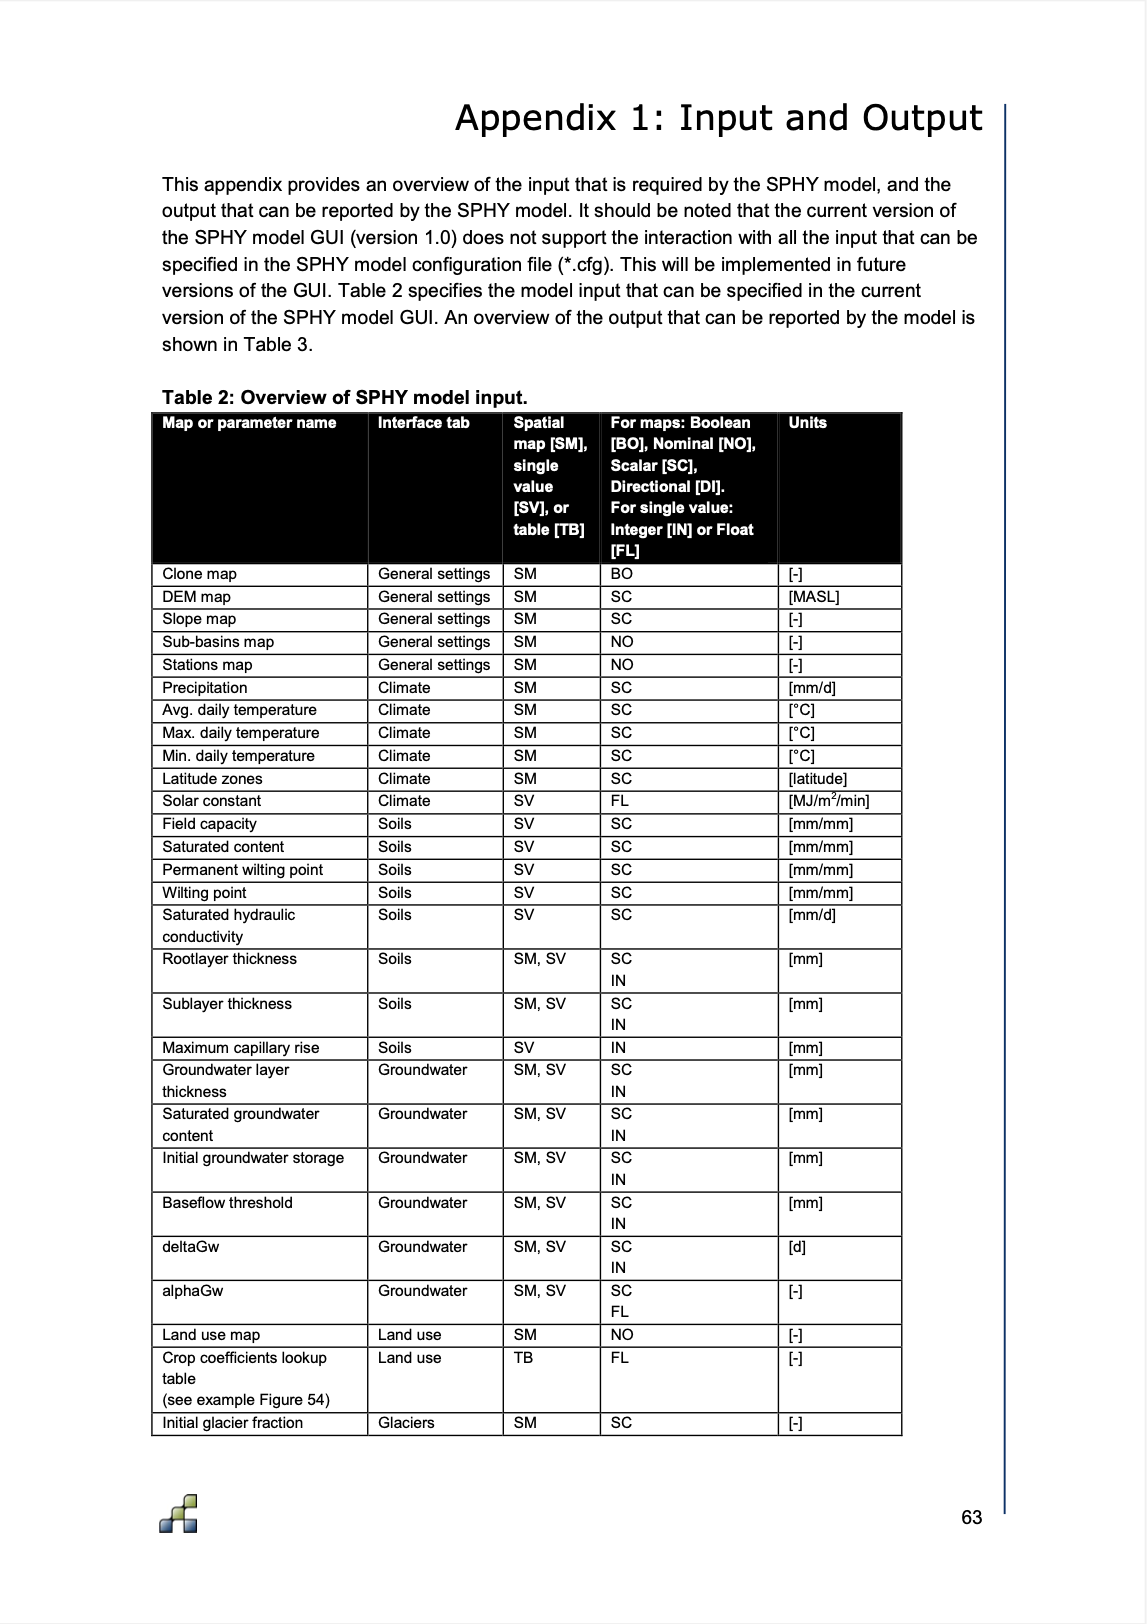 Appendix 1: Input and Output
This appendix provides an overview of the input that is required by the SPHY model, and the
output that can be reported by the SPHY model. It should be noted that the current version of
the SPHY model GUI (version 1.0) does not support the interaction with all the input that can be
specified in the SPHY model configuration file (*.cfg). This will be implemented in future
versions of the GUI. Table 2 specifies the model input that can be specified in the current
version of the SPHY model GUI. An overview of the output that can be reported by the model is
shown in Table 3.
Table 2: Overview of SPHY model input.
Map or parameter name Interface tab Spatial For maps: Boolean Units
map [SM], [BO], Nominal [NO],
single Scalar [SC],
value Directional [DI].
[SV], or For single value:
table [TB] Integer [IN] or Float
[FL]
Clone map General settings SM BO [-]
DEM map General settings SM SC [MASL]
Slope map General settings SM SC [-]
Sub-basins map General settings SM NO [-]
Stations map General settings SM NO [-]
Precipitation Climate SM SC [mm/d]
Avg. daily temperature Climate SM SC [°C]
Max. daily temperature Climate SM SC [°C]
Min. daily temperature Climate SM SC [°C]
Latitude zones Climate SM SC [latitude]
Solar constant Climate SV FL [MJ/m²/min]
Field capacity Soils SV SC [mm/mm]
Saturated content Soils SV SC [mm/mm]
Permanent wilting point Soils SV SC [mm/mm]
Wilting point Soils SV SC [mm/mm]
Saturated hydraulic Soils SV SC [mm/d]
conductivity
Rootlayer thickness Soils SM, SV SC [mm]
IN
Sublayer thickness Soils SM, SV SC [mm]
IN
Maximum capillary rise Soils SV IN [mm]
Groundwater layer Groundwater SM, SV SC [mm]
thickness IN
Saturated groundwater Groundwater SM, SV SC [mm]
content IN
Initial groundwater storage Groundwater SM, SV SC [mm]
IN
Baseflow threshold Groundwater SM, SV SC [mm]
IN
deltaGw Groundwater SM, SV SC [d]
IN
alphaGw Groundwater SM, SV SC [-]
FL
Land use map Land use SM NO [-]
Crop coefficients lookup Land use TB FL [-]
table
(see example Figure 54)
Initial glacier fraction Glaciers SM SC [-]
63